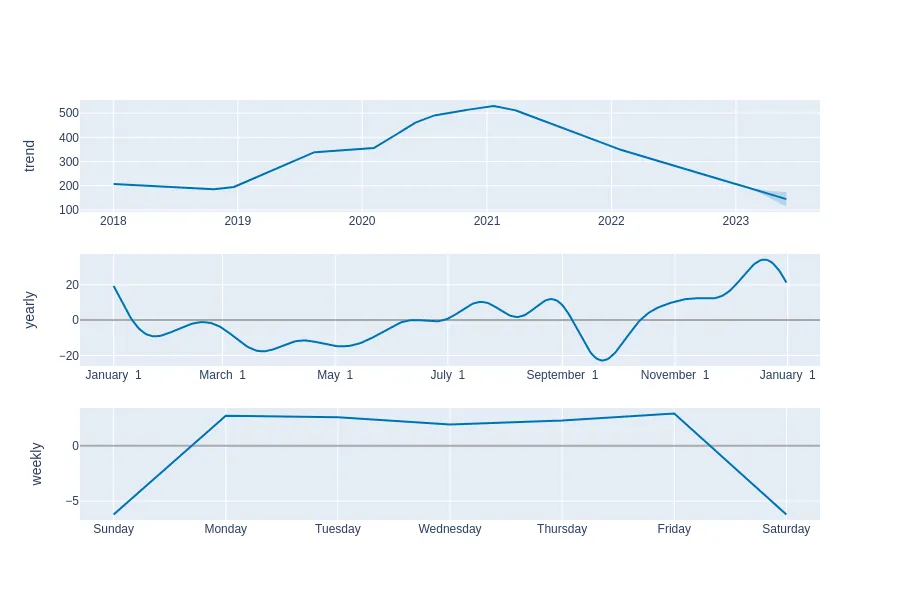 trend
500
400
300
200
100
2018 2019 2020 2021 2022 2023
yearly
20
0
−20
January 1 March 1 May 1 July 1 September 1 November 1 January 1
weekly
0
−5
Sunday Monday Tuesday Wednesday Thursday Friday Saturday